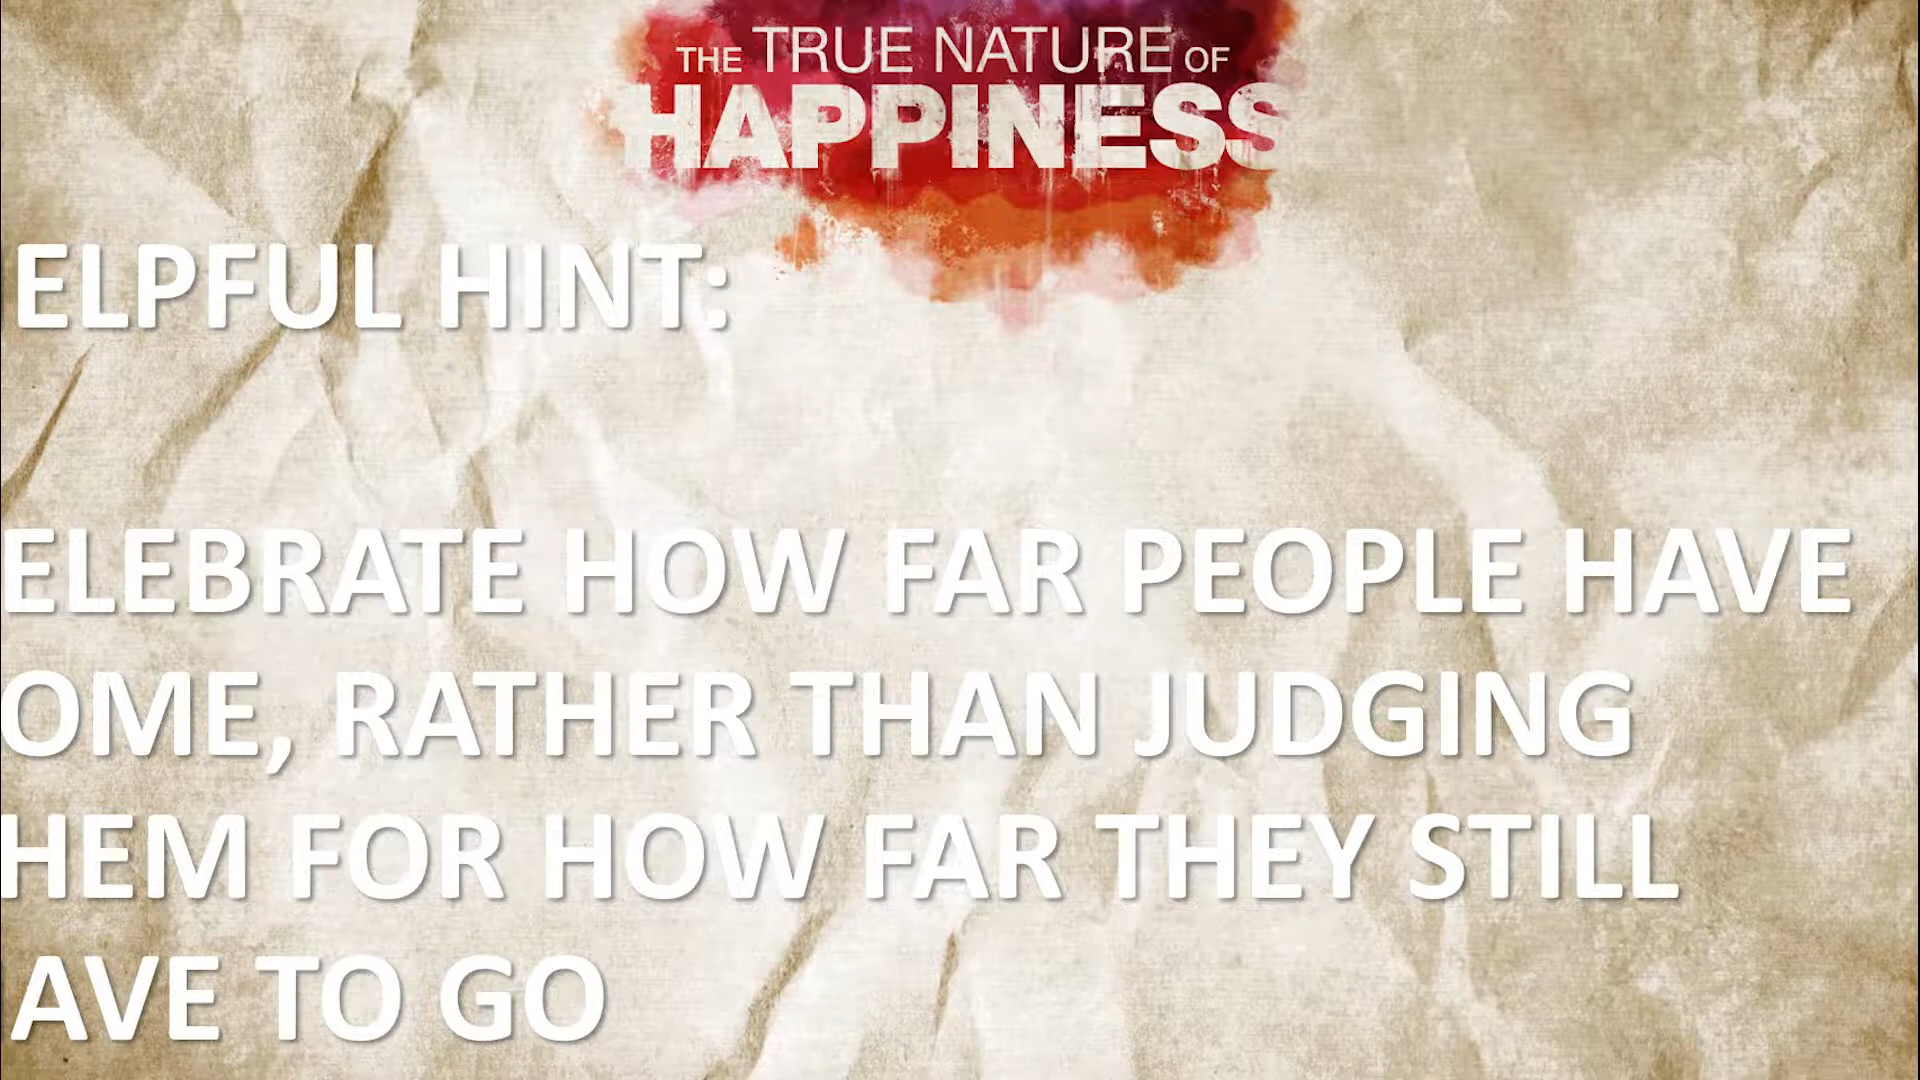 THE TRUE NATURE OF
HAPPINESS
ELPFUL HINT:
ELEBRATE HOW FAR PEOPLE HAVE
OME, RATHER THAN JUDGING
HEM FOR HOW FAR THEY STILL
AVE TO GO